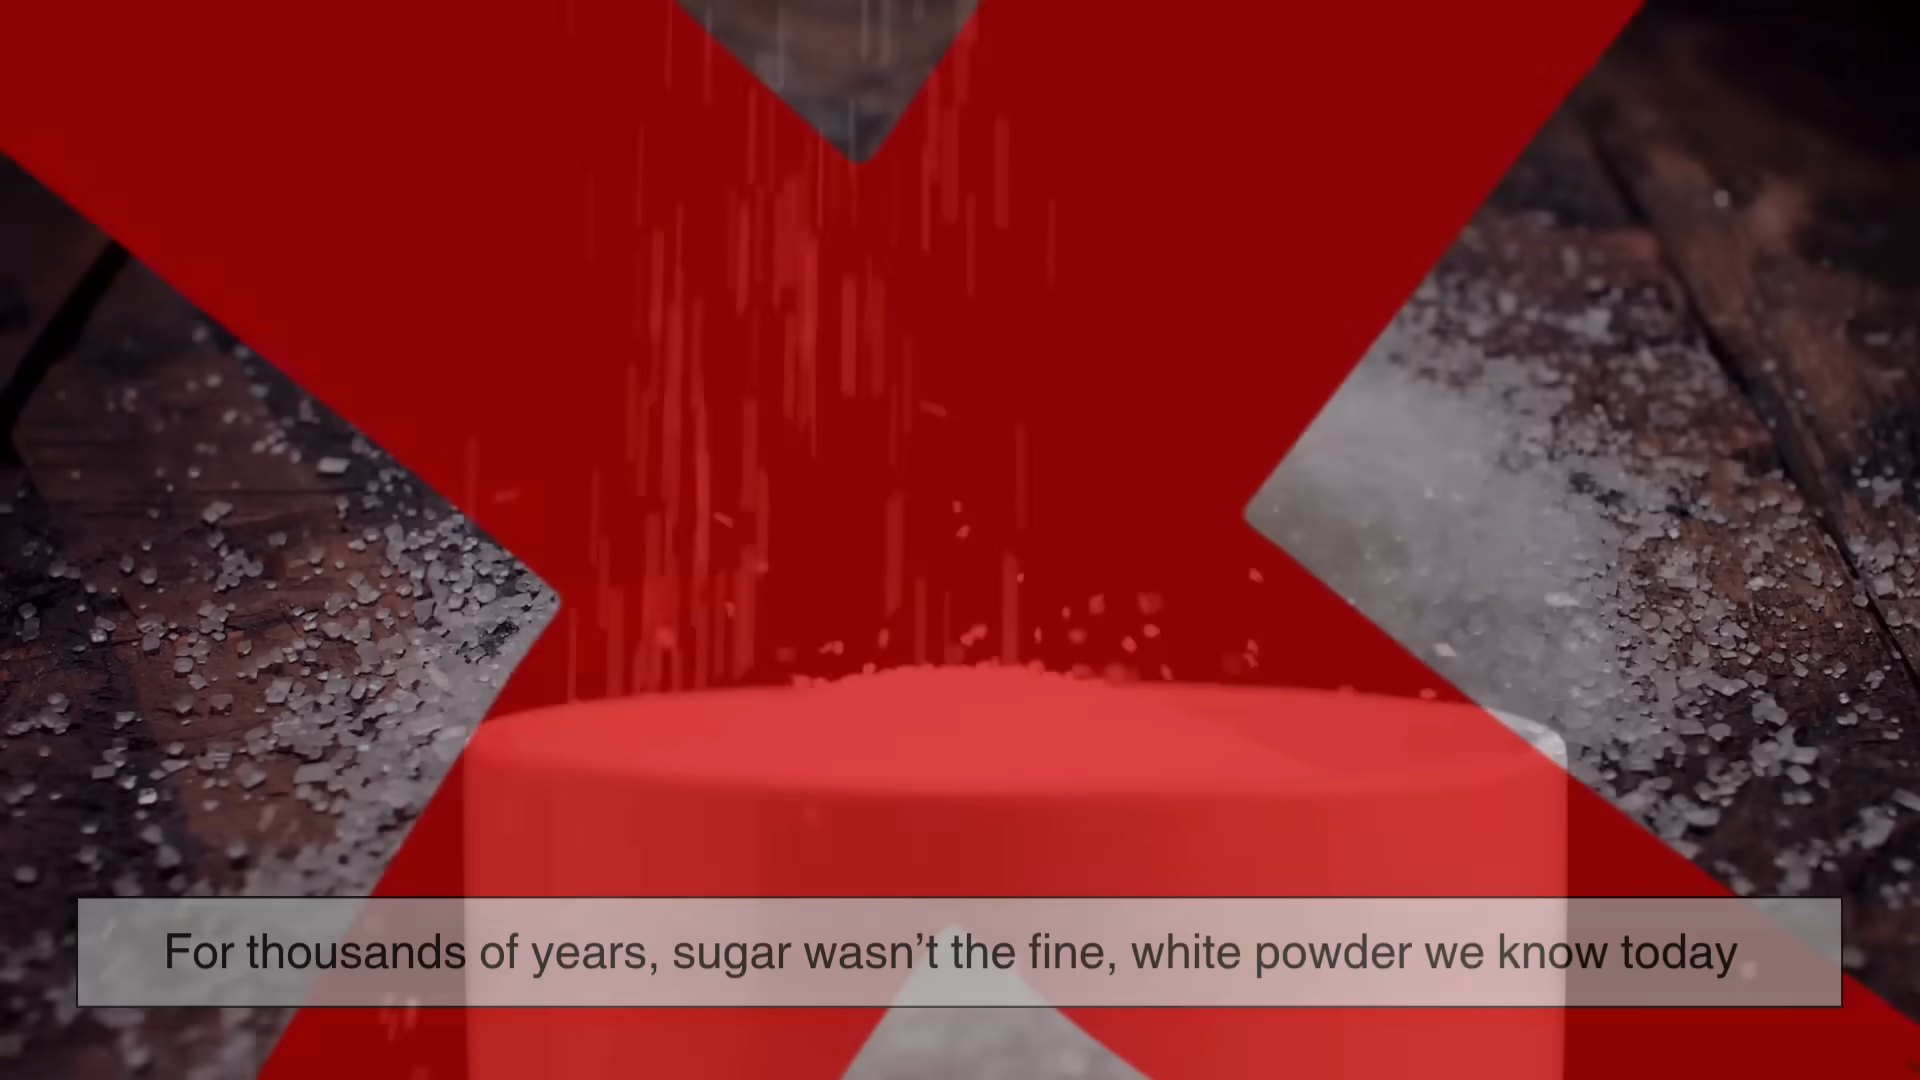 For thousands of years, sugar wasn’t the fine, white powder we know today